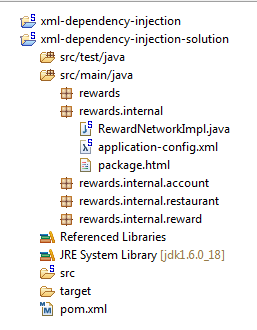 xml-dependency-injection
xml-dependency-injection-solution
src/test/java
src/main/java
rewards
rewards.internal
RewardNetworkImpl.java
application-config.xml
package.html
rewards.internal.account
rewards.internal.restaurant
rewards.internal.reward
Referenced Libraries
JRE System Library [jdk1.6.0_18]
src
target
pom.xml